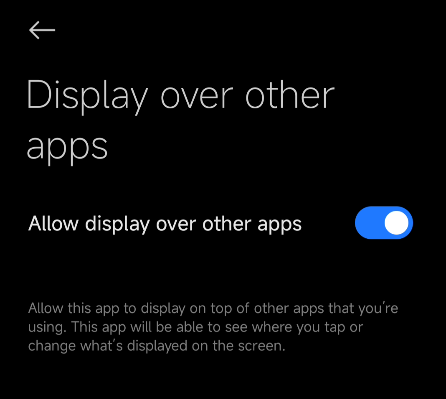 Display over other
apps
Allow display over other apps
Allow this app to display on top of other apps that you're
using. This app will be able to see where you tap or
change what's displayed on the screen.